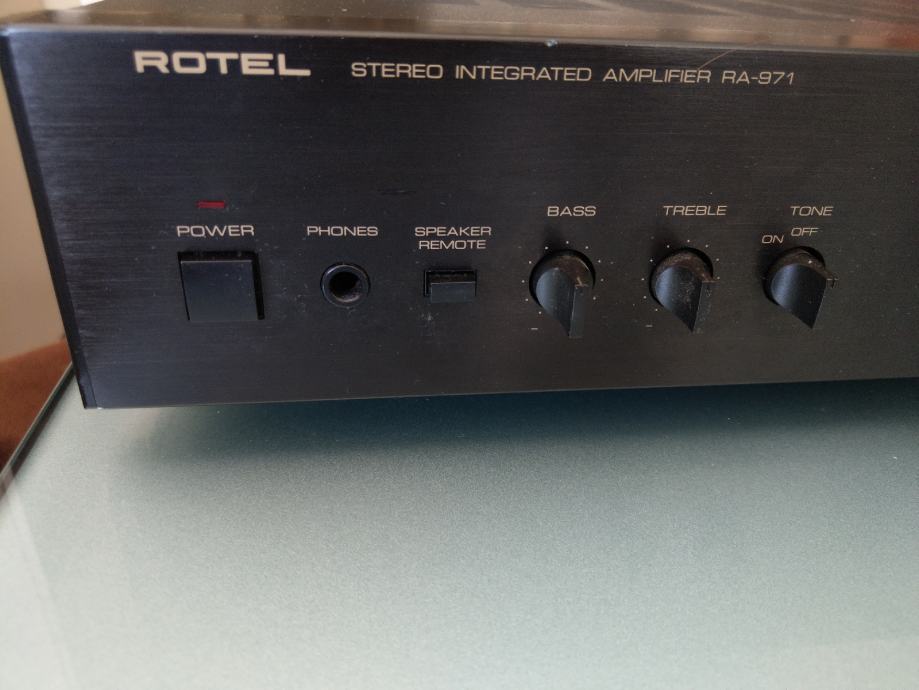 ROTEL STEREO INTEGRATED AMPLIFIER RA-971
POWER
PHONES
SPEAKER
REMOTE
BASS
TREBLE
TONE
ON OFF